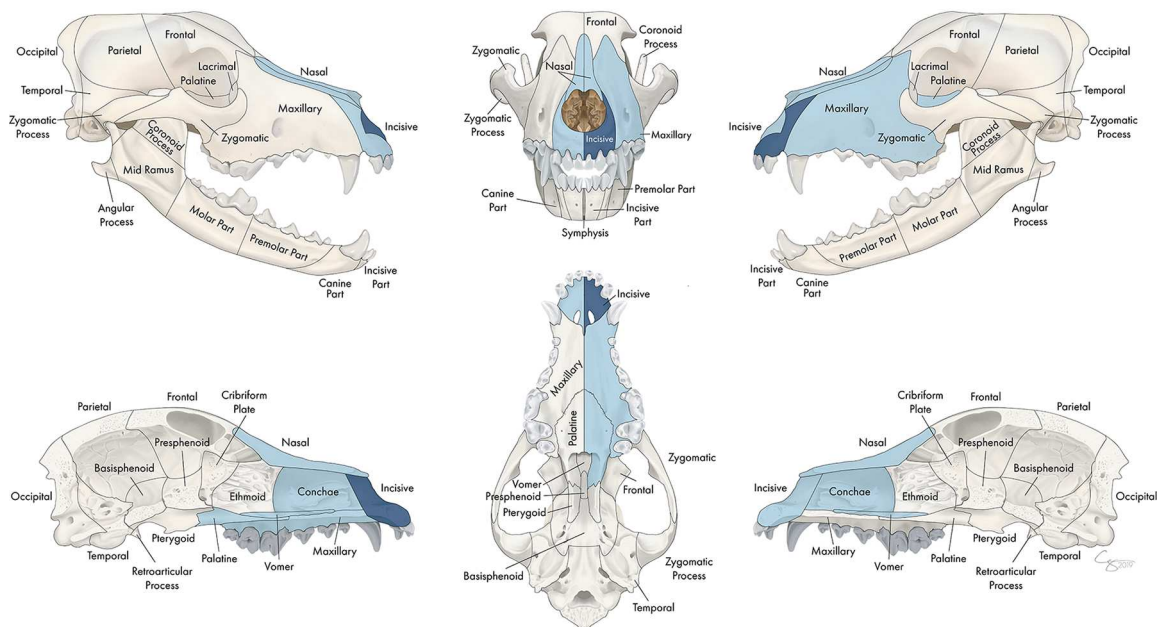 Occipital
Parietal
Frontal
Lacrimal
Palatine
Nasal
Temporal
Maxillary
Zygomatic
Process
Zygomatic
Incisive
Coronoid
Process
Mid Ramus
Angular
Process
Molar Part
Premolar Part
Canine
Part
Incisive
Part
Frontal
Coronoid
Process
Zygomatic
Nasal
Zygomatic
Process
Incisive
Maxillary
Canine
Part
Premolar Part
Incisive
Part
Symphysis
Frontal
Parietal
Nasal
Lacrimal
Palatine
Occipital
Temporal
Maxillary
Incisive
Zygomatic
Zygomatic
Process
Coronoid
Process
Mid Ramus
Angular
Process
Molar Part
Premolar Part
Incisive
Part
Canine
Part
Parietal
Frontal
Cribriform
Plate
Nasal
Presphenoid
Basisphenoid
Occipital
Ethmoid
Conchae
Incisive
Temporal
Pterygoid
Palatine
Vomer
Maxillary
Retroarticular
Process
Incisive
Maxillary
Palatine
Zygomatic
Vomer
Presphenoid
Pterygoid
Frontal
Basisphenoid
Zygomatic
Process
Temporal
Cribriform
Plate
Frontal
Parietal
Nasal
Presphenoid
Basisphenoid
Incisive
Conchae
Ethmoid
Occipital
Maxillary
Vomer
Palatine
Pterygoid
Temporal
Retroarticular
Process